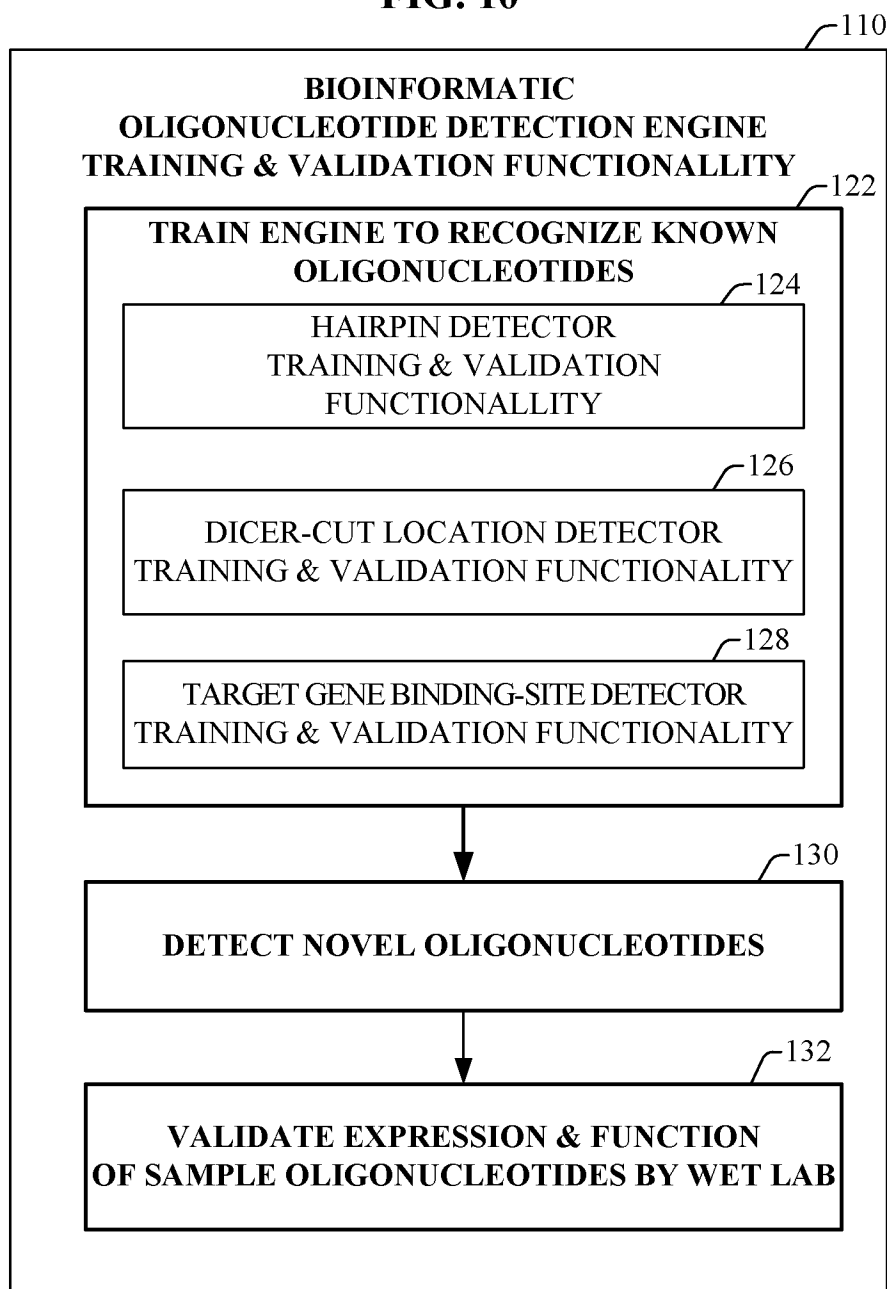 FIG. 10
110
BIOINFORMATIC
OLIGONUCLEOTIDE DETECTION ENGINE
TRAINING & VALIDATION FUNCTIONALLITY
122
TRAIN ENGINE TO RECOGNIZE KNOWN
OLIGONUCLEOTIDES
124
HAIRPIN DETECTOR
TRAINING & VALIDATION
FUNCTIONALLITY
126
DICER-CUT LOCATION DETECTOR
TRAINING & VALIDATION FUNCTIONALITY
128
TARGET GENE BINDING-SITE DETECTOR
TRAINING & VALIDATION FUNCTIONALITY
130
DETECT NOVEL OLIGONUCLEOTIDES
132
VALIDATE EXPRESSION & FUNCTION
OF SAMPLE OLIGONUCLEOTIDES BY WET LAB